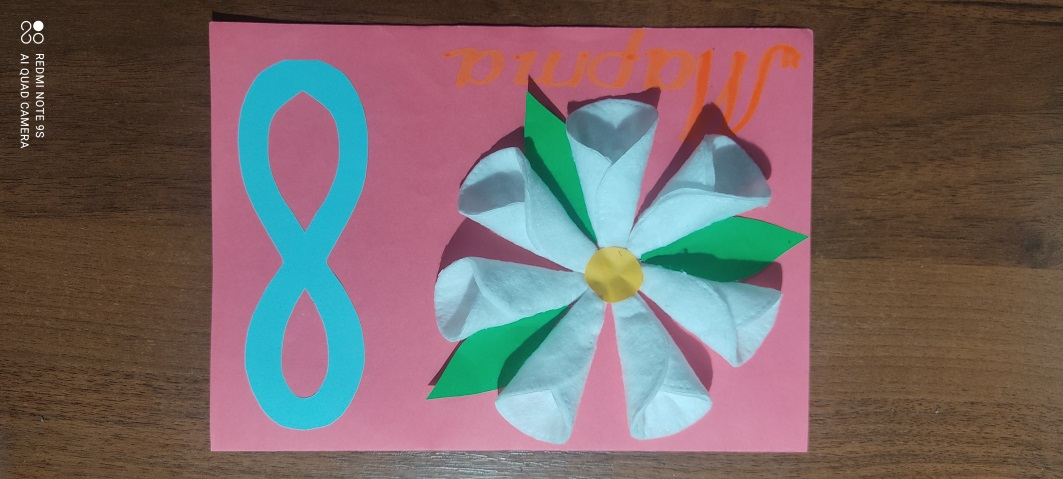 8
Марта
REDMI NOTE 9S
AI QUAD CAMERA